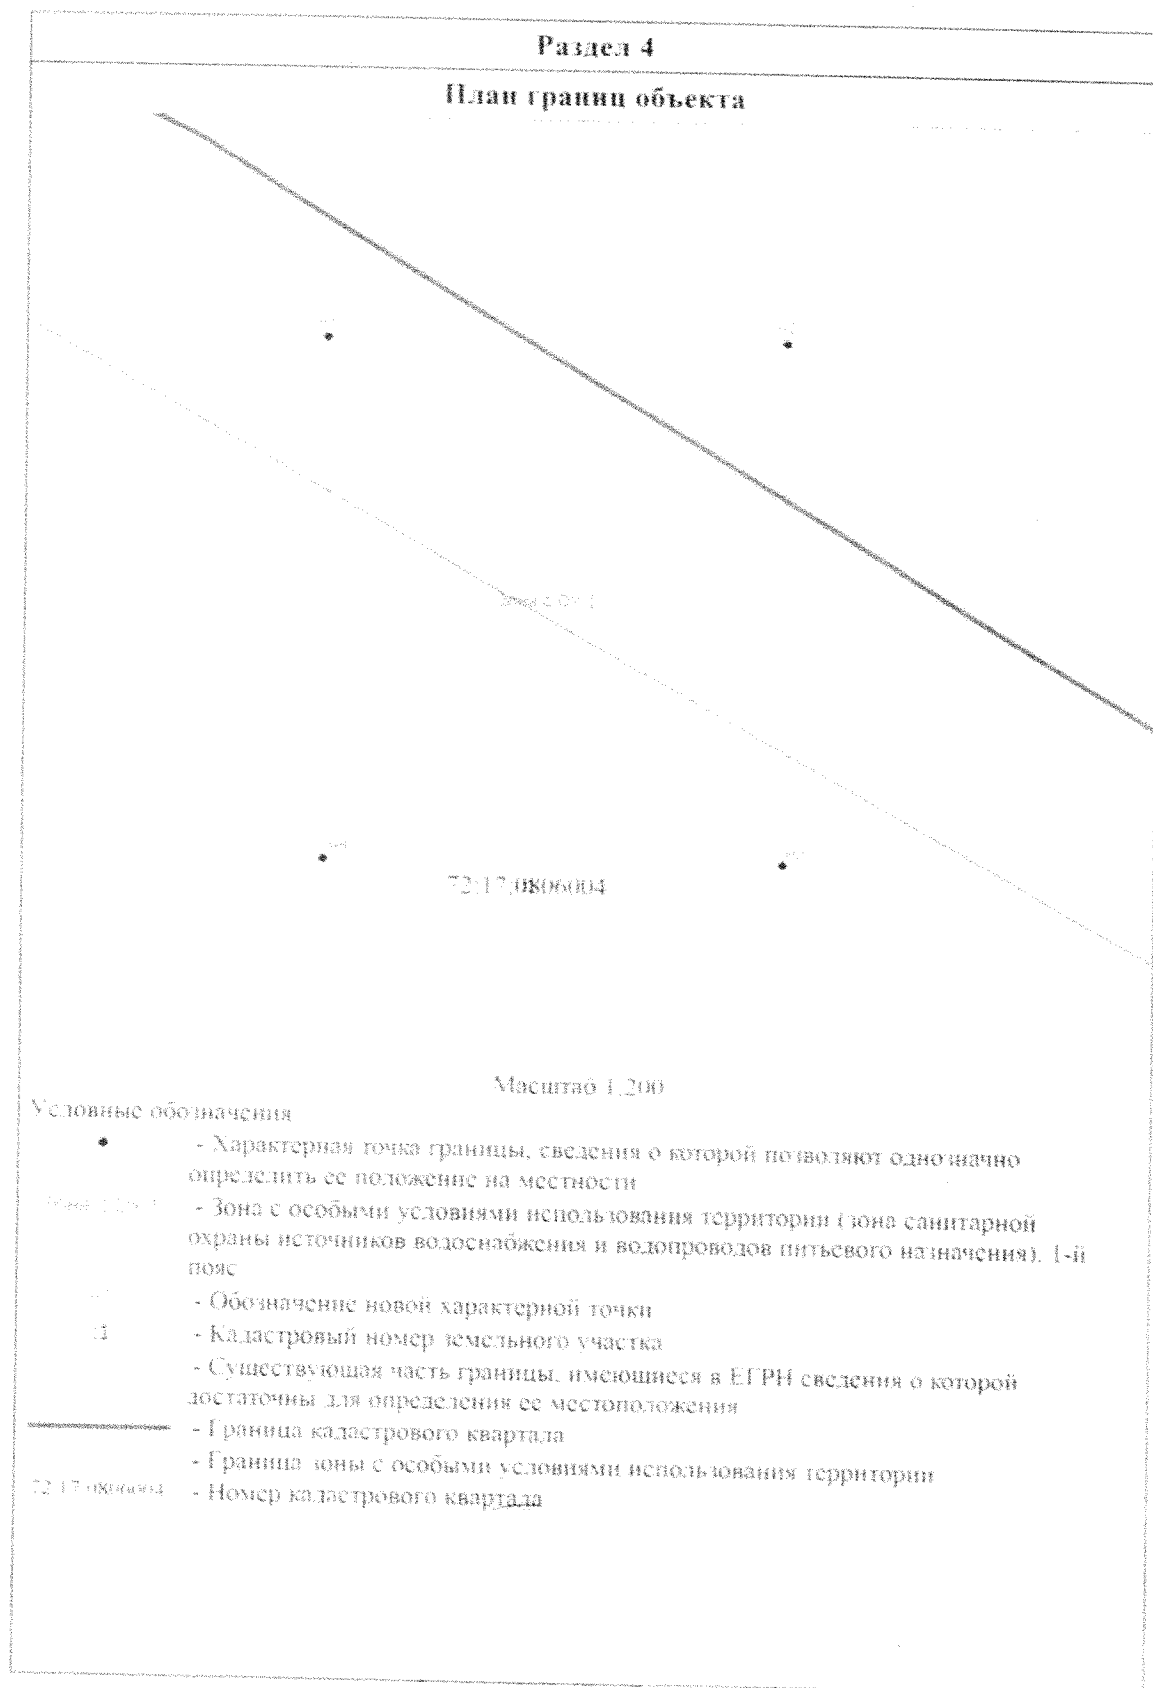 Раздел 4
План границ объекта
72:17:0806004
Масштаб 1:200
Условные обозначения
- Характерная точка границы, сведения о которой позволяют однозначно
определить ее положение на местности
- Зона с особыми условиями использования территории (зона санитарной
охраны источников водоснабжения и водопроводов питьевого назначения), 1-й
пояс
- Обозначение новой характерной точки
- Кадастровый номер земельного участка
- Существующая часть границы, имеющиеся в ЕГРН сведения о которой
достаточны для определения ее местоположения
- Граница кадастрового квартала
- Граница зоны с особыми условиями использования территории
72:17:0806004 - Номер кадастрового квартала